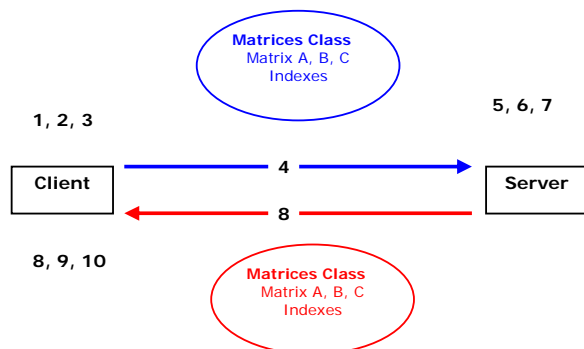 Matrices Class
Matrix A, B, C
Indexes
1, 2, 3
5, 6, 7
Client
4
Server
8
8, 9, 10
Matrices Class
Matrix A, B, C
Indexes